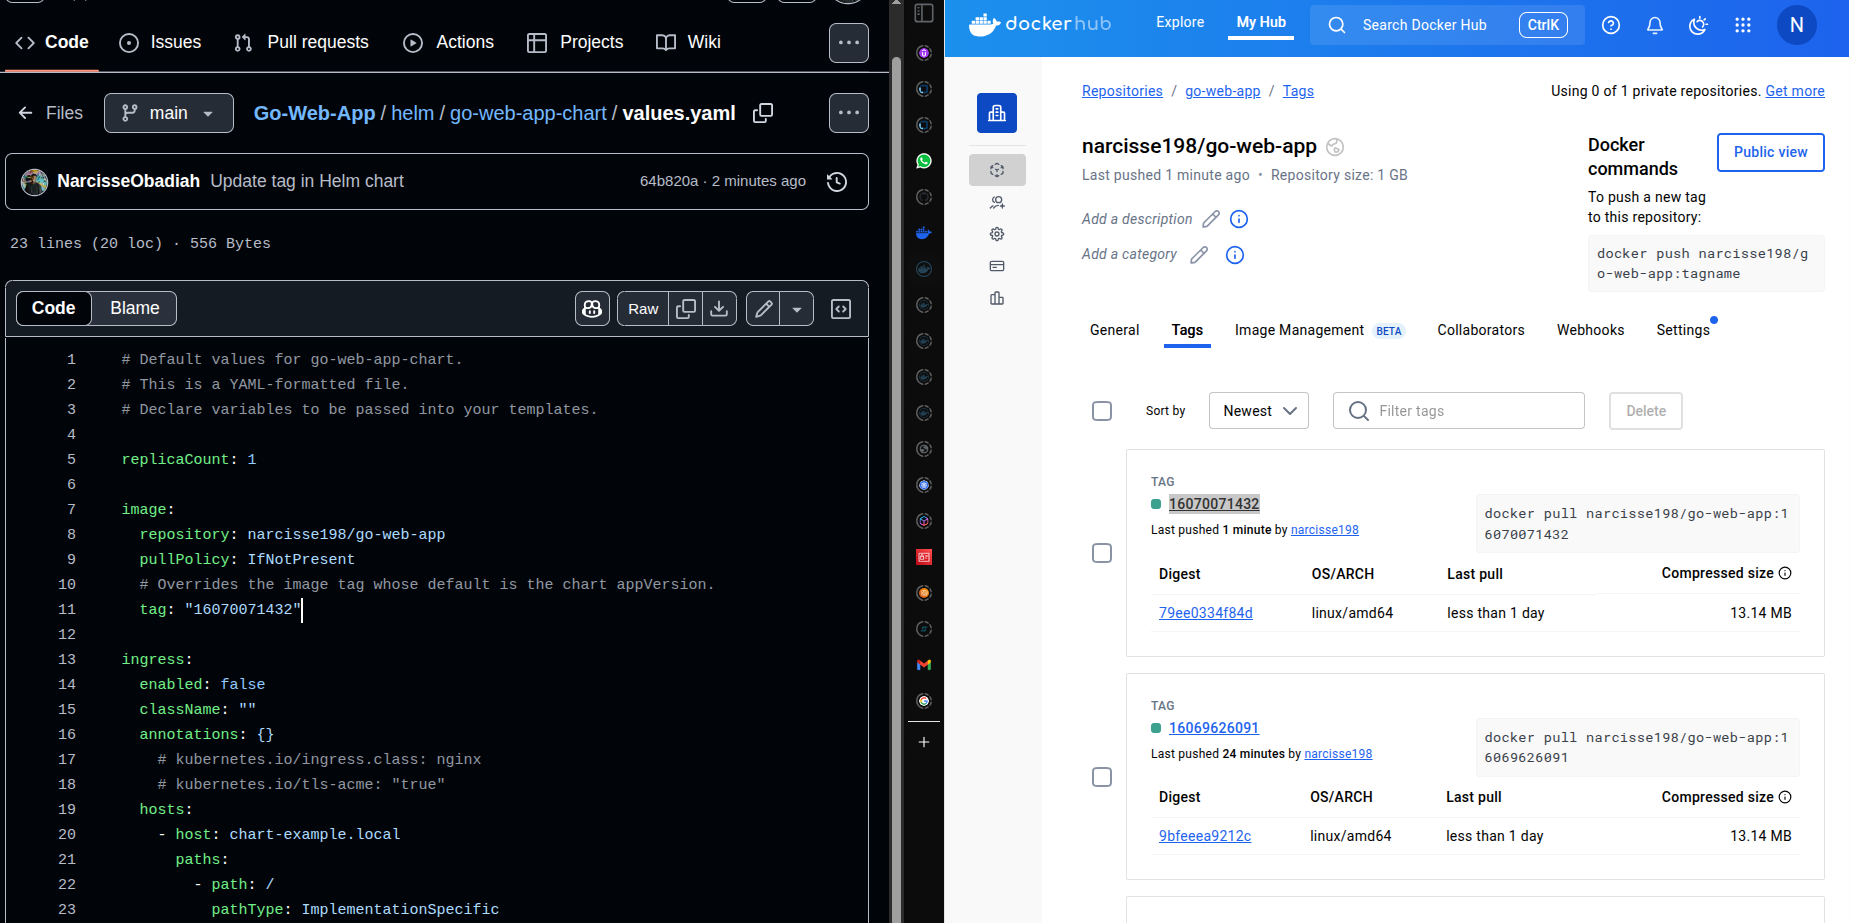 Code
Issues
Pull requests
Actions
Projects
Wiki
Files
main
Go-Web-App / helm / go-web-app-chart / values.yaml
NarcisseObadiah Update tag in Helm chart
64b820a · 2 minutes ago
23 lines (20 loc) · 556 Bytes
Code
Blame
Raw
1 # Default values for go-web-app-chart.
2 # This is a YAML-formatted file.
3 # Declare variables to be passed into your templates.
4
5 replicaCount: 1
6
7 image:
8   repository: narcisse198/go-web-app
9   pullPolicy: IfNotPresent
10   # Overrides the image tag whose default is the chart appVersion.
11   tag: "16070071432"
12
13 ingress:
14   enabled: false
15   className: ""
16   annotations: {}
17     # kubernetes.io/ingress.class: nginx
18     # kubernetes.io/tls-acme: "true"
19   hosts:
20     - host: chart-example.local
21       paths:
22         - path: /
23           pathType: ImplementationSpecific
dockerhub
Explore
My Hub
Search Docker Hub
CtrlK
N
Repositories / go-web-app / Tags
Using 0 of 1 private repositories. Get more
narcisse198/go-web-app
Last pushed 1 minute ago • Repository size: 1 GB
Add a description
Add a category
Docker
commands
Public view
To push a new tag
to this repository:
docker push narcisse198/g
o-web-app:tagname
General
Tags
Image Management BETA
Collaborators
Webhooks
Settings
Sort by
Newest
Filter tags
Delete
TAG
16070071432
Last pushed 1 minute by narcisse198
docker pull narcisse198/go-web-app:1
6070071432
Digest OS/ARCH Last pull Compressed size
79ee0334f84d linux/amd64 less than 1 day 13.14 MB
TAG
16069626091
Last pushed 24 minutes by narcisse198
docker pull narcisse198/go-web-app:1
6069626091
Digest OS/ARCH Last pull Compressed size
9bfeeea9212c linux/amd64 less than 1 day 13.14 MB